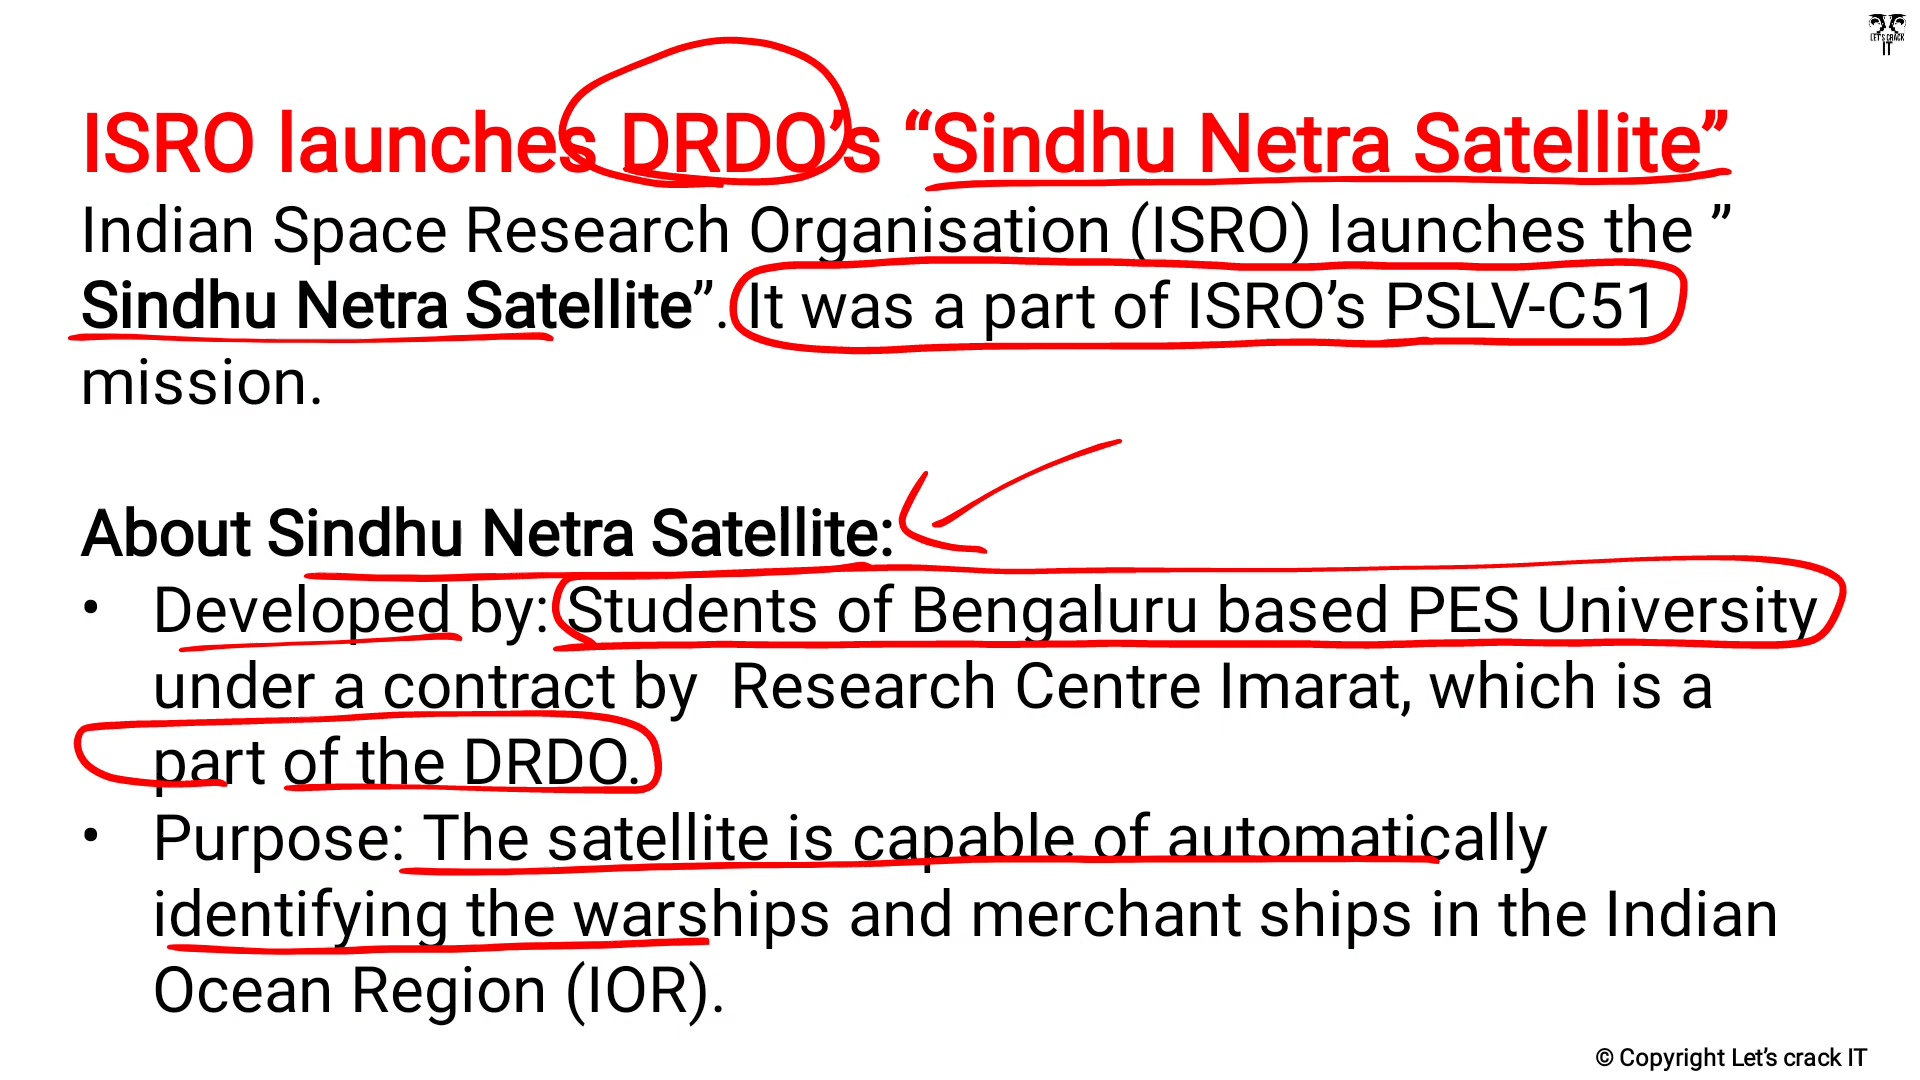 LET'S CRACK
IT
ISRO launches DRDO’s “Sindhu Netra Satellite”
Indian Space Research Organisation (ISRO) launches the ”
Sindhu Netra Satellite”. It was a part of ISRO’s PSLV-C51
mission.
About Sindhu Netra Satellite:
• Developed by: Students of Bengaluru based PES University
under a contract by  Research Centre Imarat, which is a
part of the DRDO.
• Purpose: The satellite is capable of automatically
identifying the warships and merchant ships in the Indian
Ocean Region (IOR).
© Copyright Let’s crack IT